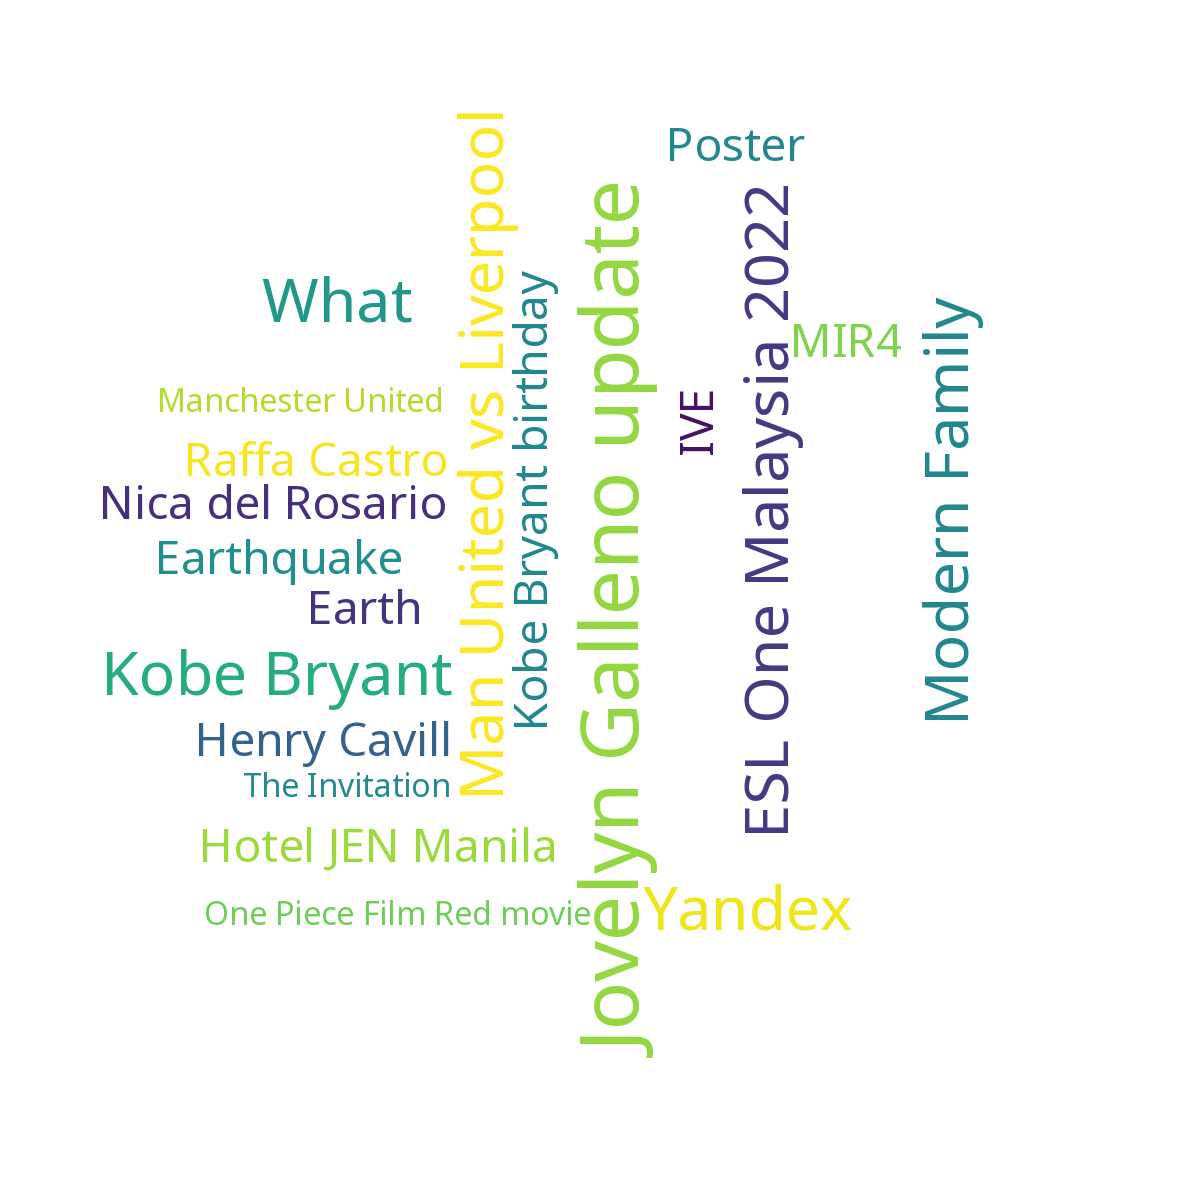 Poster
Man United vs Liverpool
Jovelyn Galleno update
ESL One Malaysia 2022
Kobe Bryant birthday
What
Modern Family
MIR4
IVE
Manchester United
Raffa Castro
Nica del Rosario
Earthquake
Earth
Kobe Bryant
Henry Cavill
The Invitation
Hotel JEN Manila
Yandex
One Piece Film Red movie